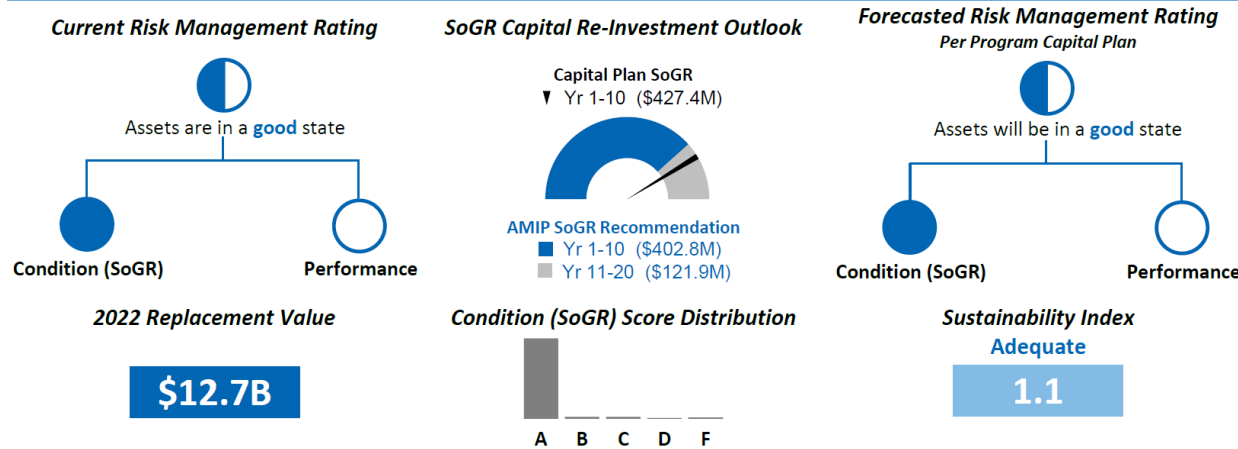 Current Risk Management Rating
Assets are in a good state
Condition (SoGR)
Performance
SoGR Capital Re-Investment Outlook
Capital Plan SoGR
Yr 1-10 ($427.4M)
AMIP SoGR Recommendation
Yr 1-10 ($402.8M)
Yr 11-20 ($121.9M)
Forecasted Risk Management Rating
Per Program Capital Plan
Assets will be in a good state
Condition (SoGR)
Performance
2022 Replacement Value
$12.7B
Condition (SoGR) Score Distribution
A B C D F
Sustainability Index
Adequate
1.1